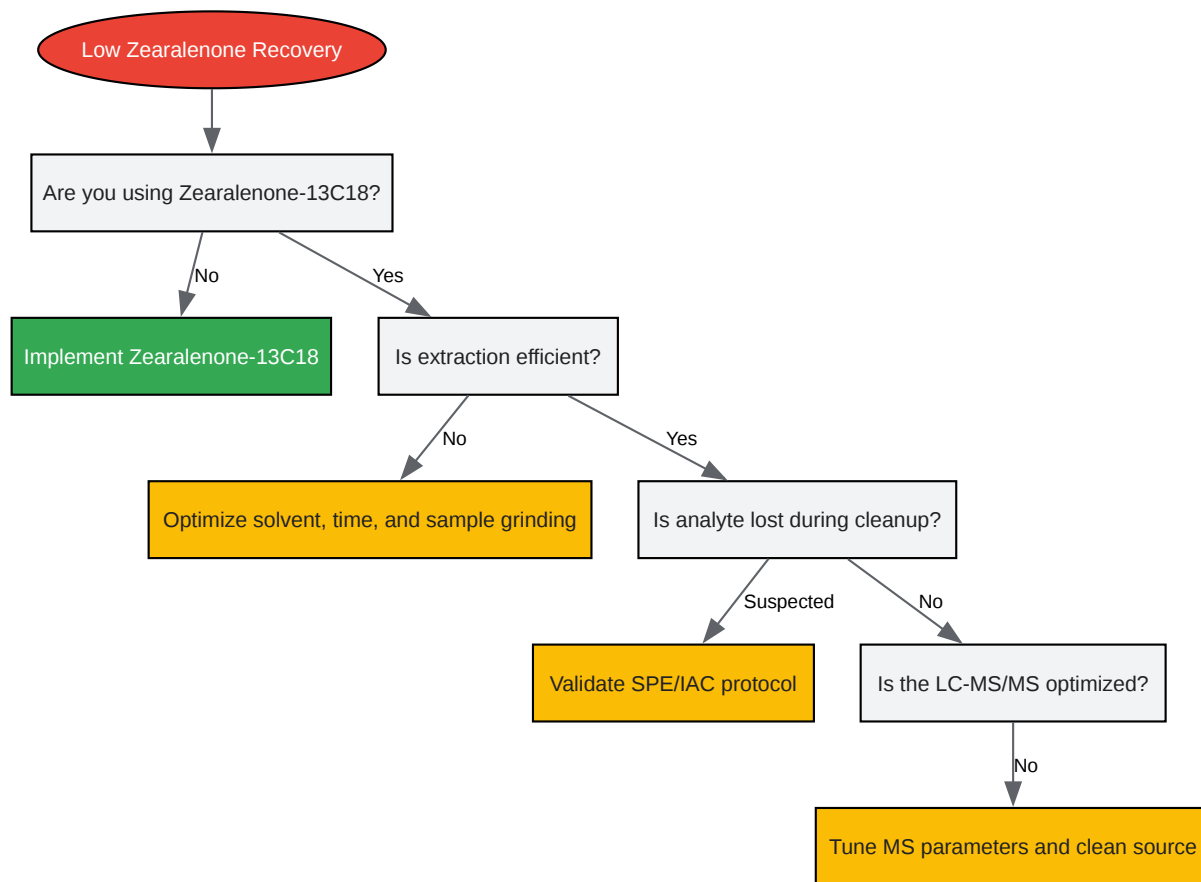 Low Zearalenone Recovery
Are you using Zearalenone-13C18?
No
Yes
Implement Zearalenone-13C18
Is extraction efficient?
No
Yes
Optimize solvent, time, and sample grinding
Is analyte lost during cleanup?
Suspected
No
Validate SPE/IAC protocol
Is the LC-MS/MS optimized?
No
Tune MS parameters and clean source